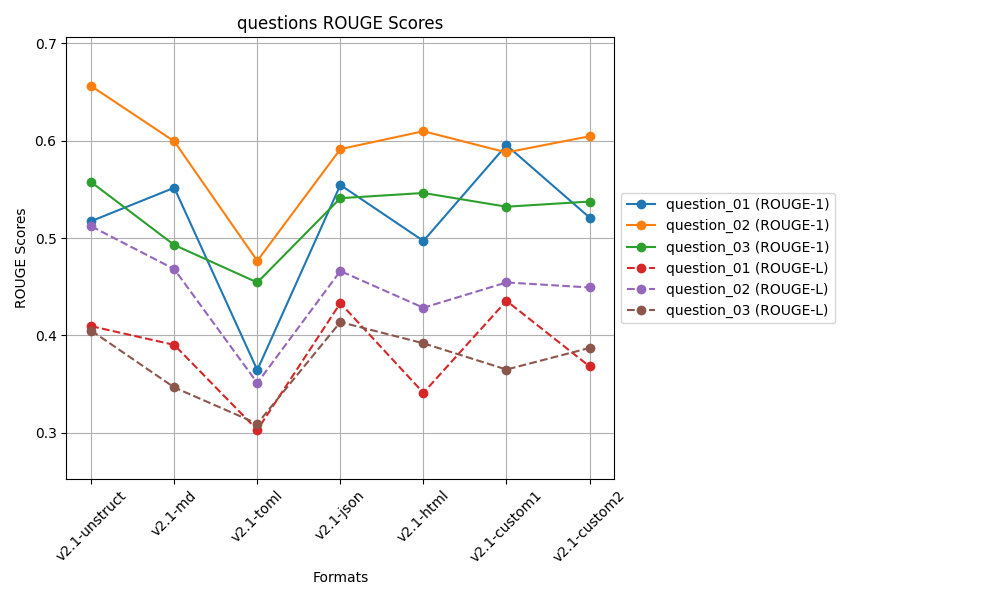 questions ROUGE Scores
0.7
0.6
0.5
0.4
0.3
ROUGE Scores
v2.1-unstruct
v2.1-md
v2.1-toml
v2.1-json
v2.1-html
v2.1-custom1
v2.1-custom2
Formats
question_01 (ROUGE-1)
question_02 (ROUGE-1)
question_03 (ROUGE-1)
question_01 (ROUGE-L)
question_02 (ROUGE-L)
question_03 (ROUGE-L)